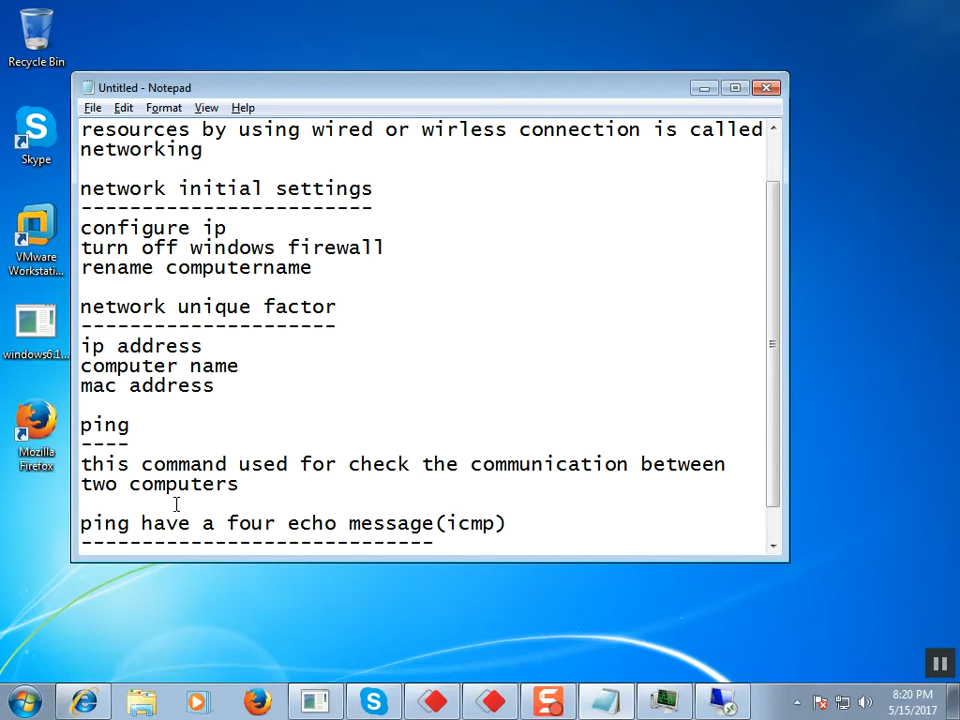 Recycle Bin
Skype
VMware
Workstati...
windows6.1...
Mozilla
Firefox
Untitled - Notepad
File Edit Format View Help
resources by using wired or wirless connection is called
networking
network initial settings
------------------------
configure ip
turn off windows firewall
rename computername
network unique factor
---------------------
ip address
computer name
mac address
ping
----
this command used for check the communication between
two computers
ping have a four echo message(icmp)
-----------------------------
8:20 PM
5/15/2017